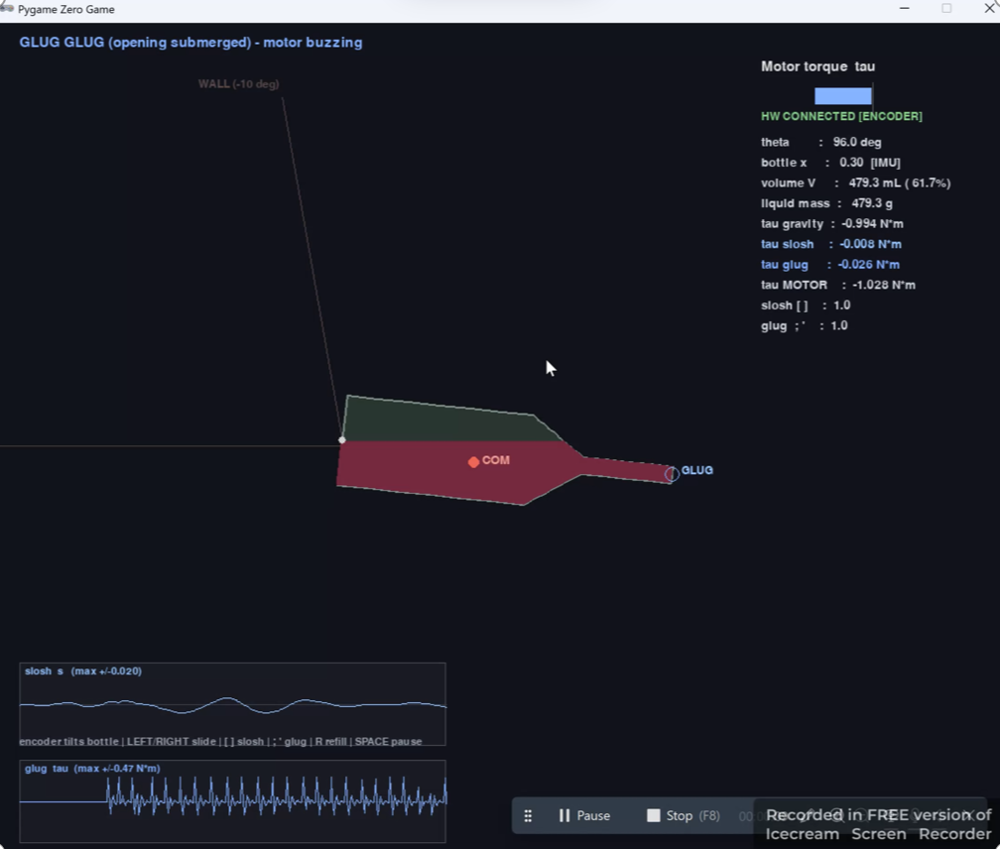 Pygame Zero Game
GLUG GLUG (opening submerged) - motor buzzing
WALL (-10 deg)
Motor torque tau
HW CONNECTED [ENCODER]
theta : 96.0 deg
bottle x : 0.30 [IMU]
volume V : 479.3 mL ( 61.7%)
liquid mass : 479.3 g
tau gravity : -0.994 N*m
tau slosh : -0.008 N*m
tau glug : -0.026 N*m
tau MOTOR : -1.028 N*m
slosh [ ] : 1.0
glug ; ' : 1.0
COM
GLUG
slosh s (max +/-0.020)
encoder tilts bottle | LEFT/RIGHT slide | [ ] slosh | ; ' glug | R refill | SPACE pause
glug tau (max +/-0.47 N*m)
Pause
Stop (F8)
Recorded in FREE version of
Icecream Screen Recorder